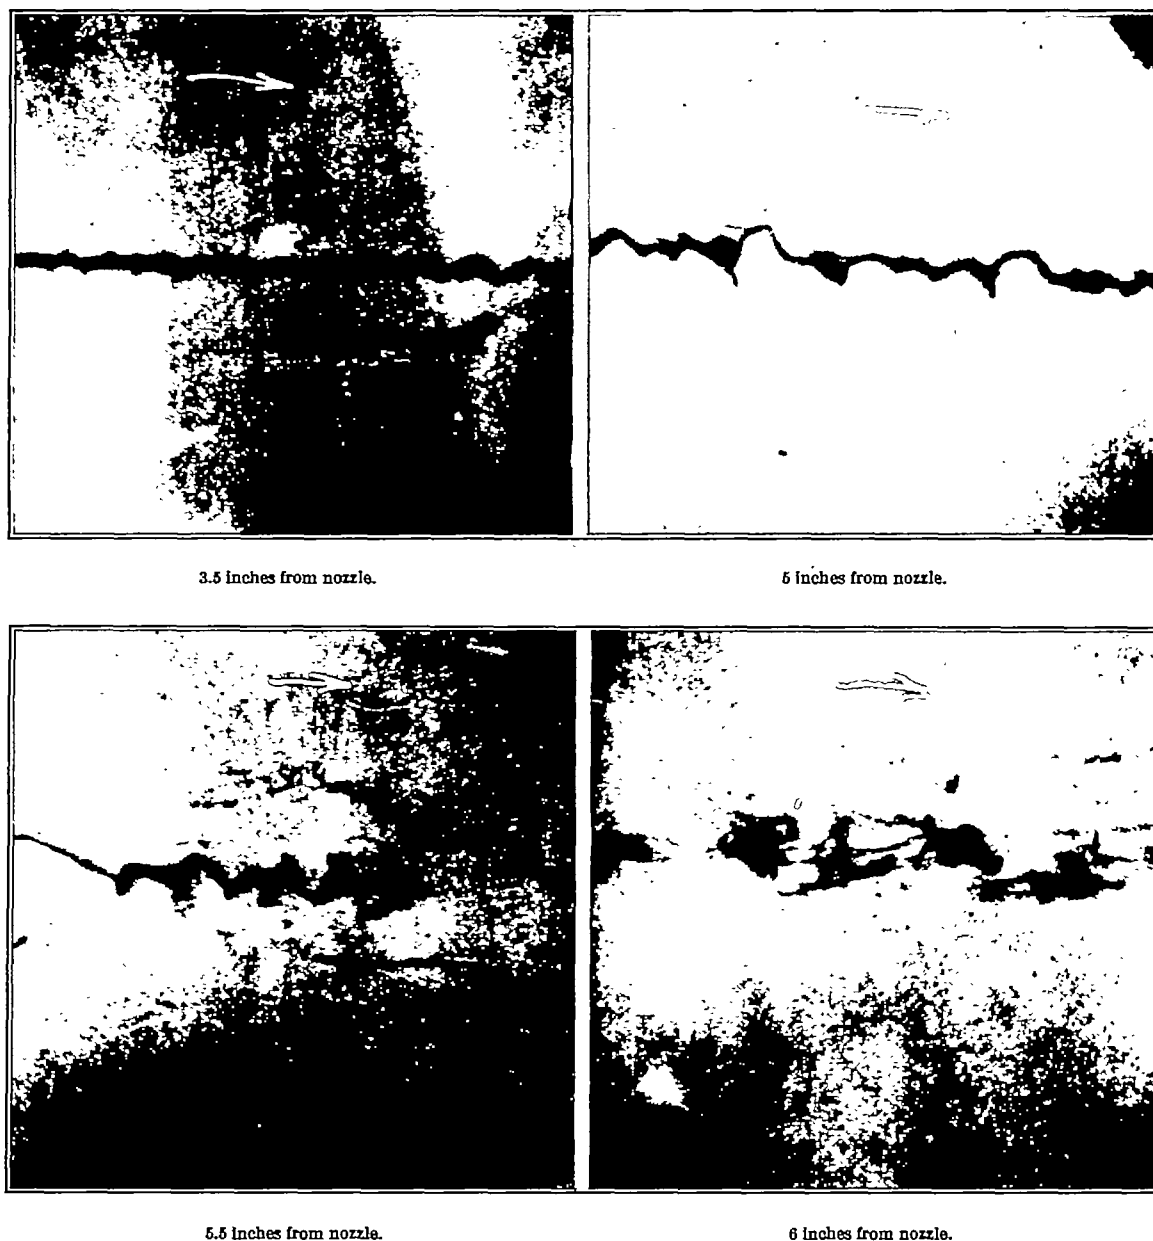 3.5 inches from nozzle.
5 inches from nozzle.
5.5 inches from nozzle.
6 inches from nozzle.